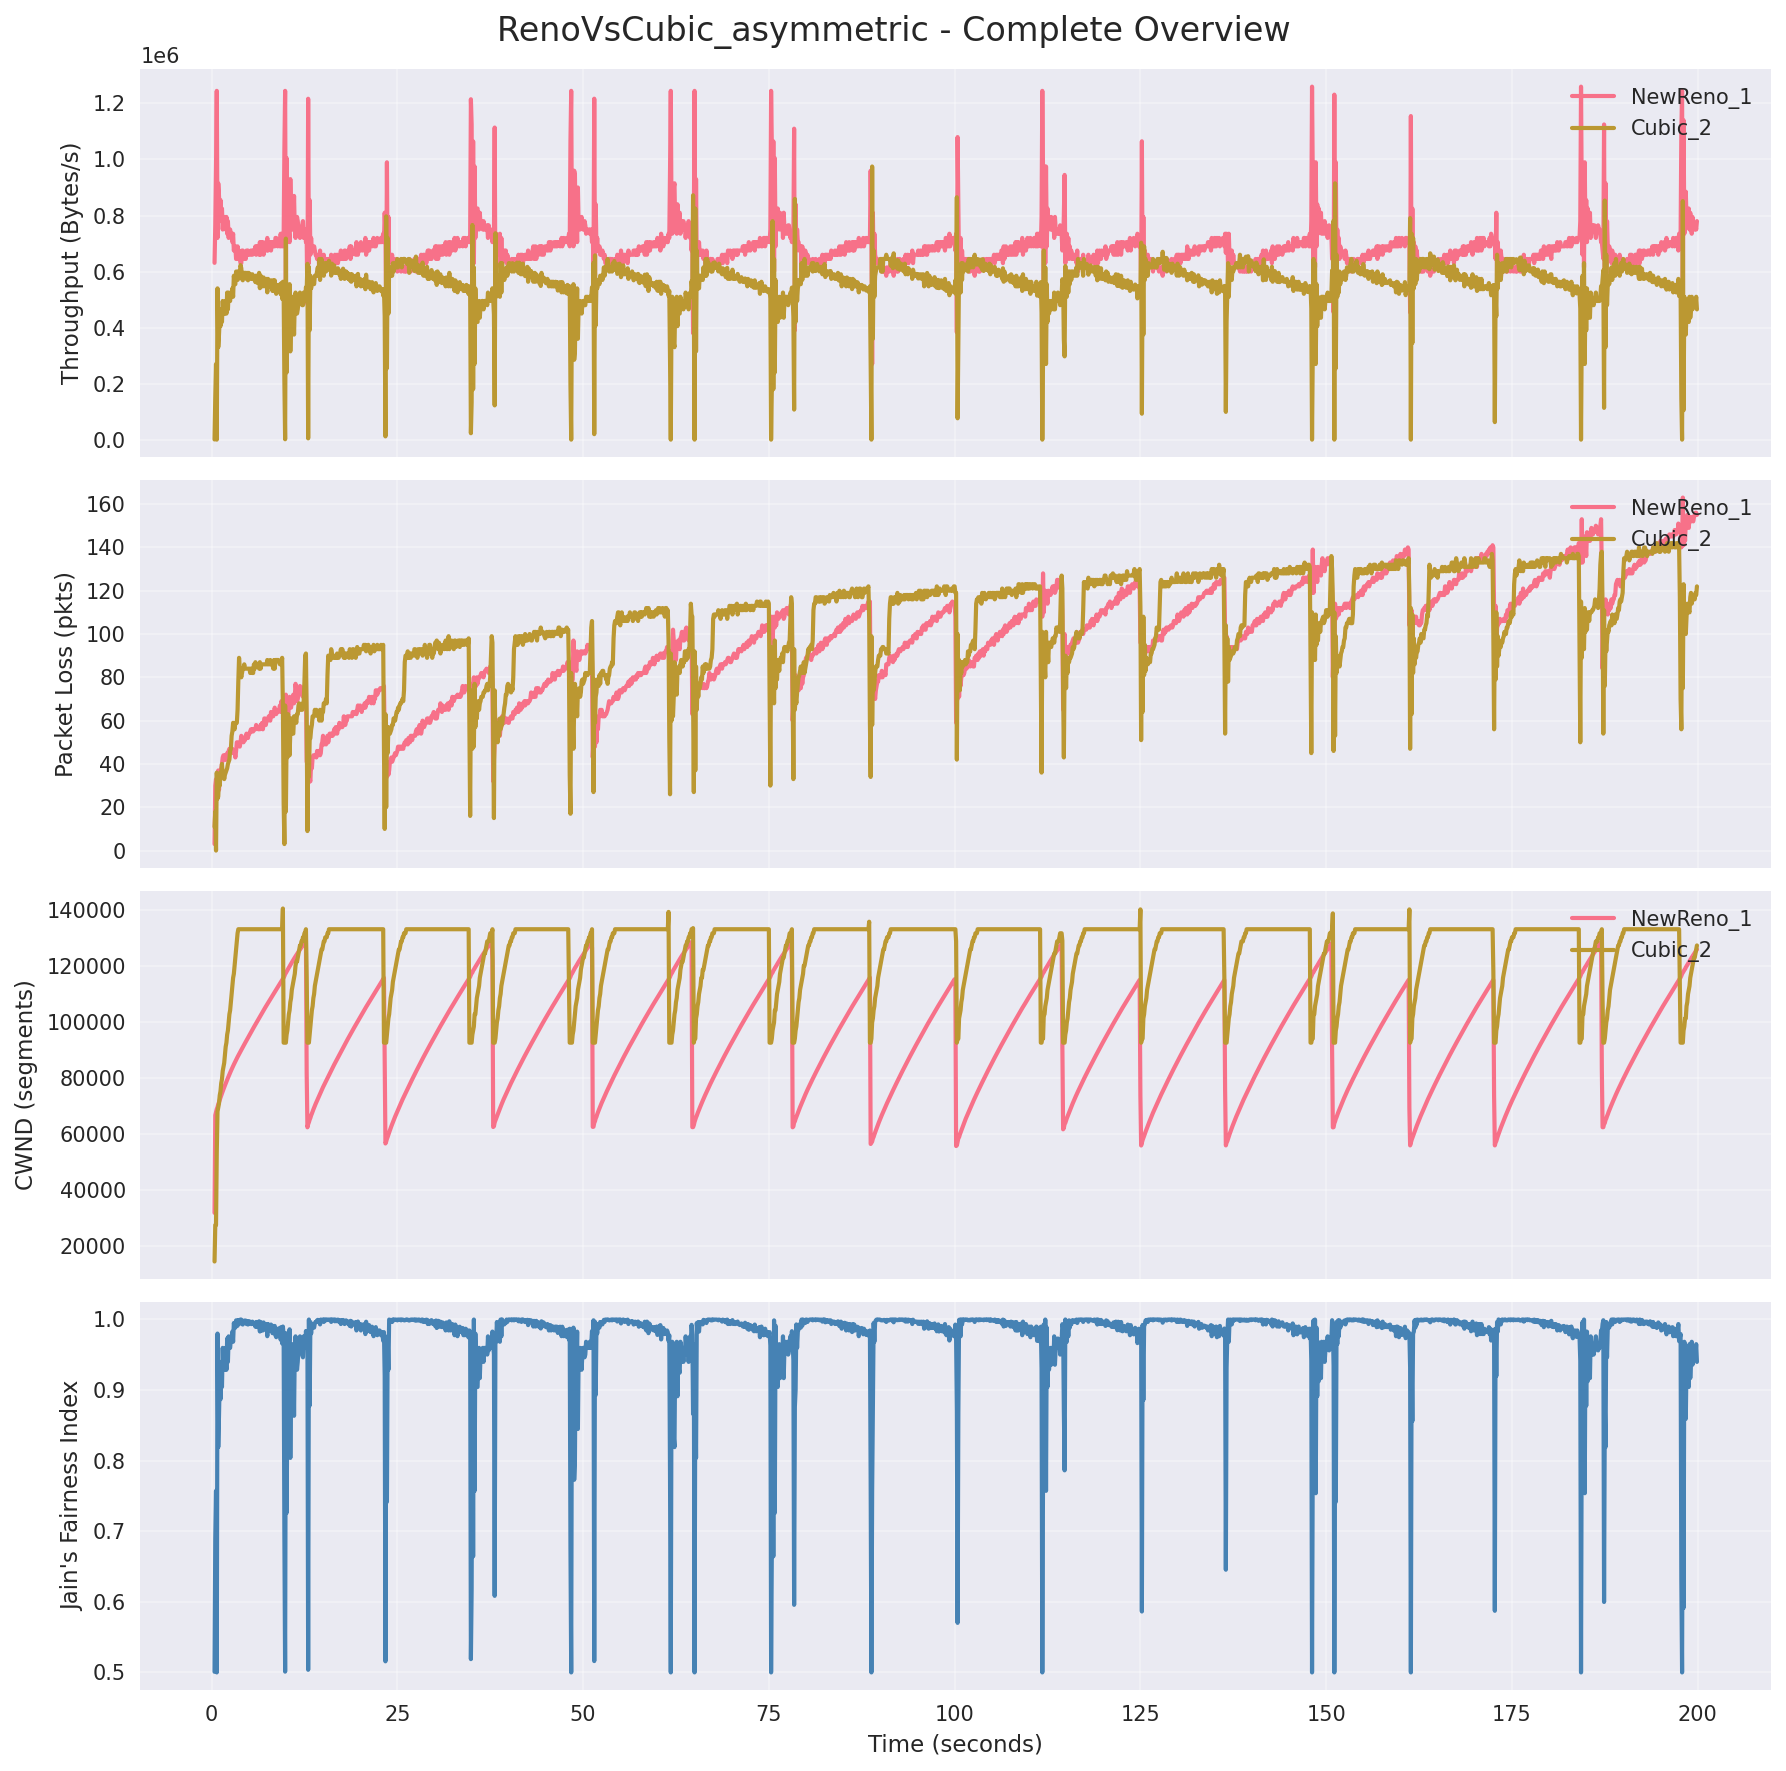 RenoVsCubic_asymmetric - Complete Overview
1e6
Throughput (Bytes/s)
1.2
1.0
0.8
0.6
0.4
0.2
0.0
NewReno_1
Cubic_2
Packet Loss (pkts)
160
140
120
100
80
60
40
20
0
NewReno_1
Cubic_2
CWND (segments)
140000
120000
100000
80000
60000
40000
20000
NewReno_1
Cubic_2
Jain's Fairness Index
1.0
0.9
0.8
0.7
0.6
0.5
0 25 50 75 100 125 150 175 200
Time (seconds)